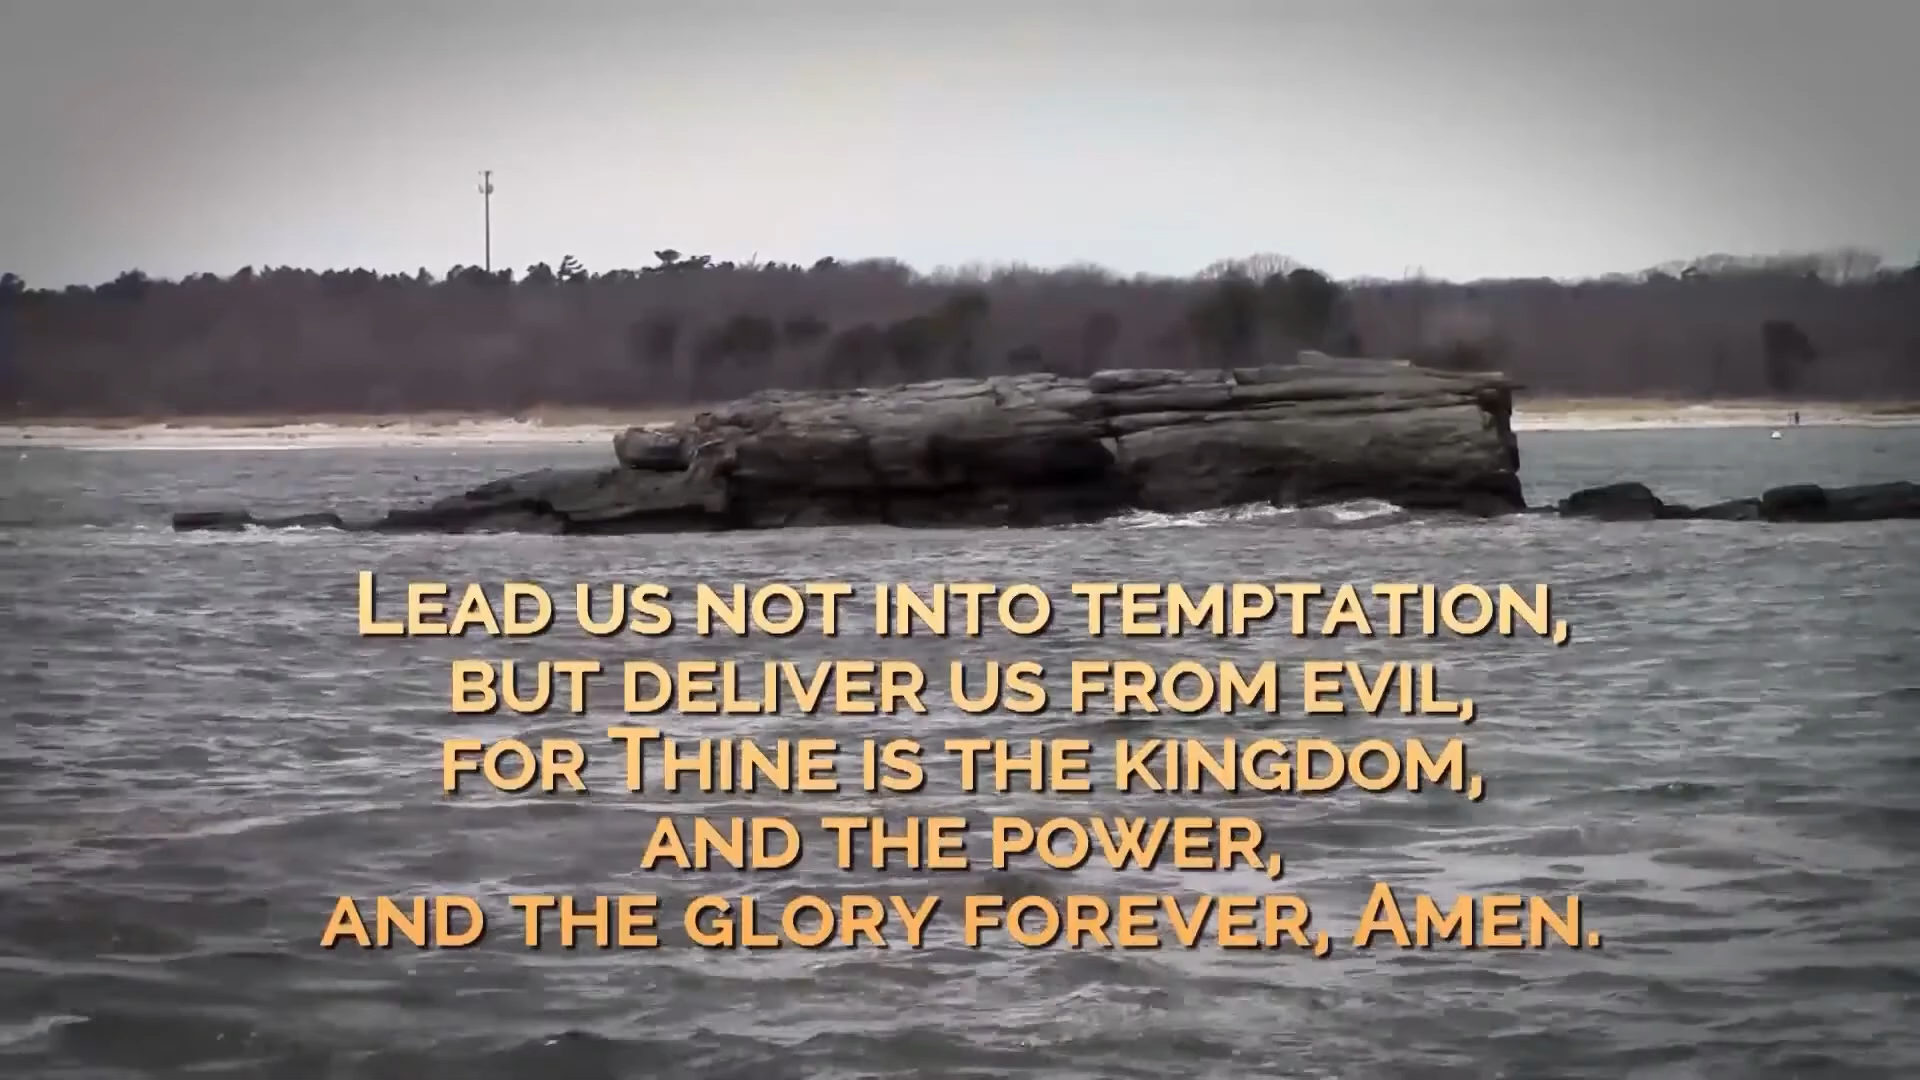 Lead us not into temptation,
but deliver us from evil,
for Thine is the kingdom,
and the power,
and the glory forever, Amen.